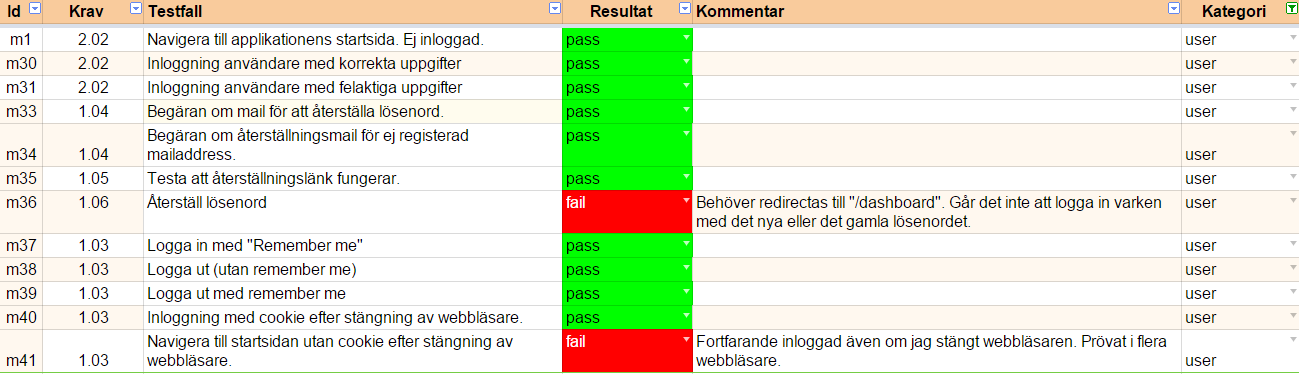 Id Krav Testfall Resultat Kommentar Kategori
m1 2.02 Navigera till applikationens startsida. Ej inloggad. pass user
m30 2.02 Inloggning användare med korrekta uppgifter pass user
m31 2.02 Inloggning användare med felaktiga uppgifter pass user
m33 1.04 Begäran om mail för att återställa lösenord. pass user
Begäran om återställningsmail för ej registerad pass
m34 1.04 mailaddress. user
m35 1.05 Testa att återställningslänk fungerar. pass user
m36 1.06 Återställ lösenord fail Behöver redirectas till "/dashboard". Går det inte att logga in varken user
med det nya eller det gamla lösenordet.
m37 1.03 Logga in med "Remember me" pass user
m38 1.03 Logga ut (utan remember me) pass user
m39 1.03 Logga ut med remember me pass user
m40 1.03 Inloggning med cookie efter stängning av webbläsare. pass user
Navigera till startsidan utan cookie efter stängning av fail Fortfarande inloggad även om jag stängt webbläsaren. Prövat i flera
m41 1.03 webbläsare. webbläsare. user